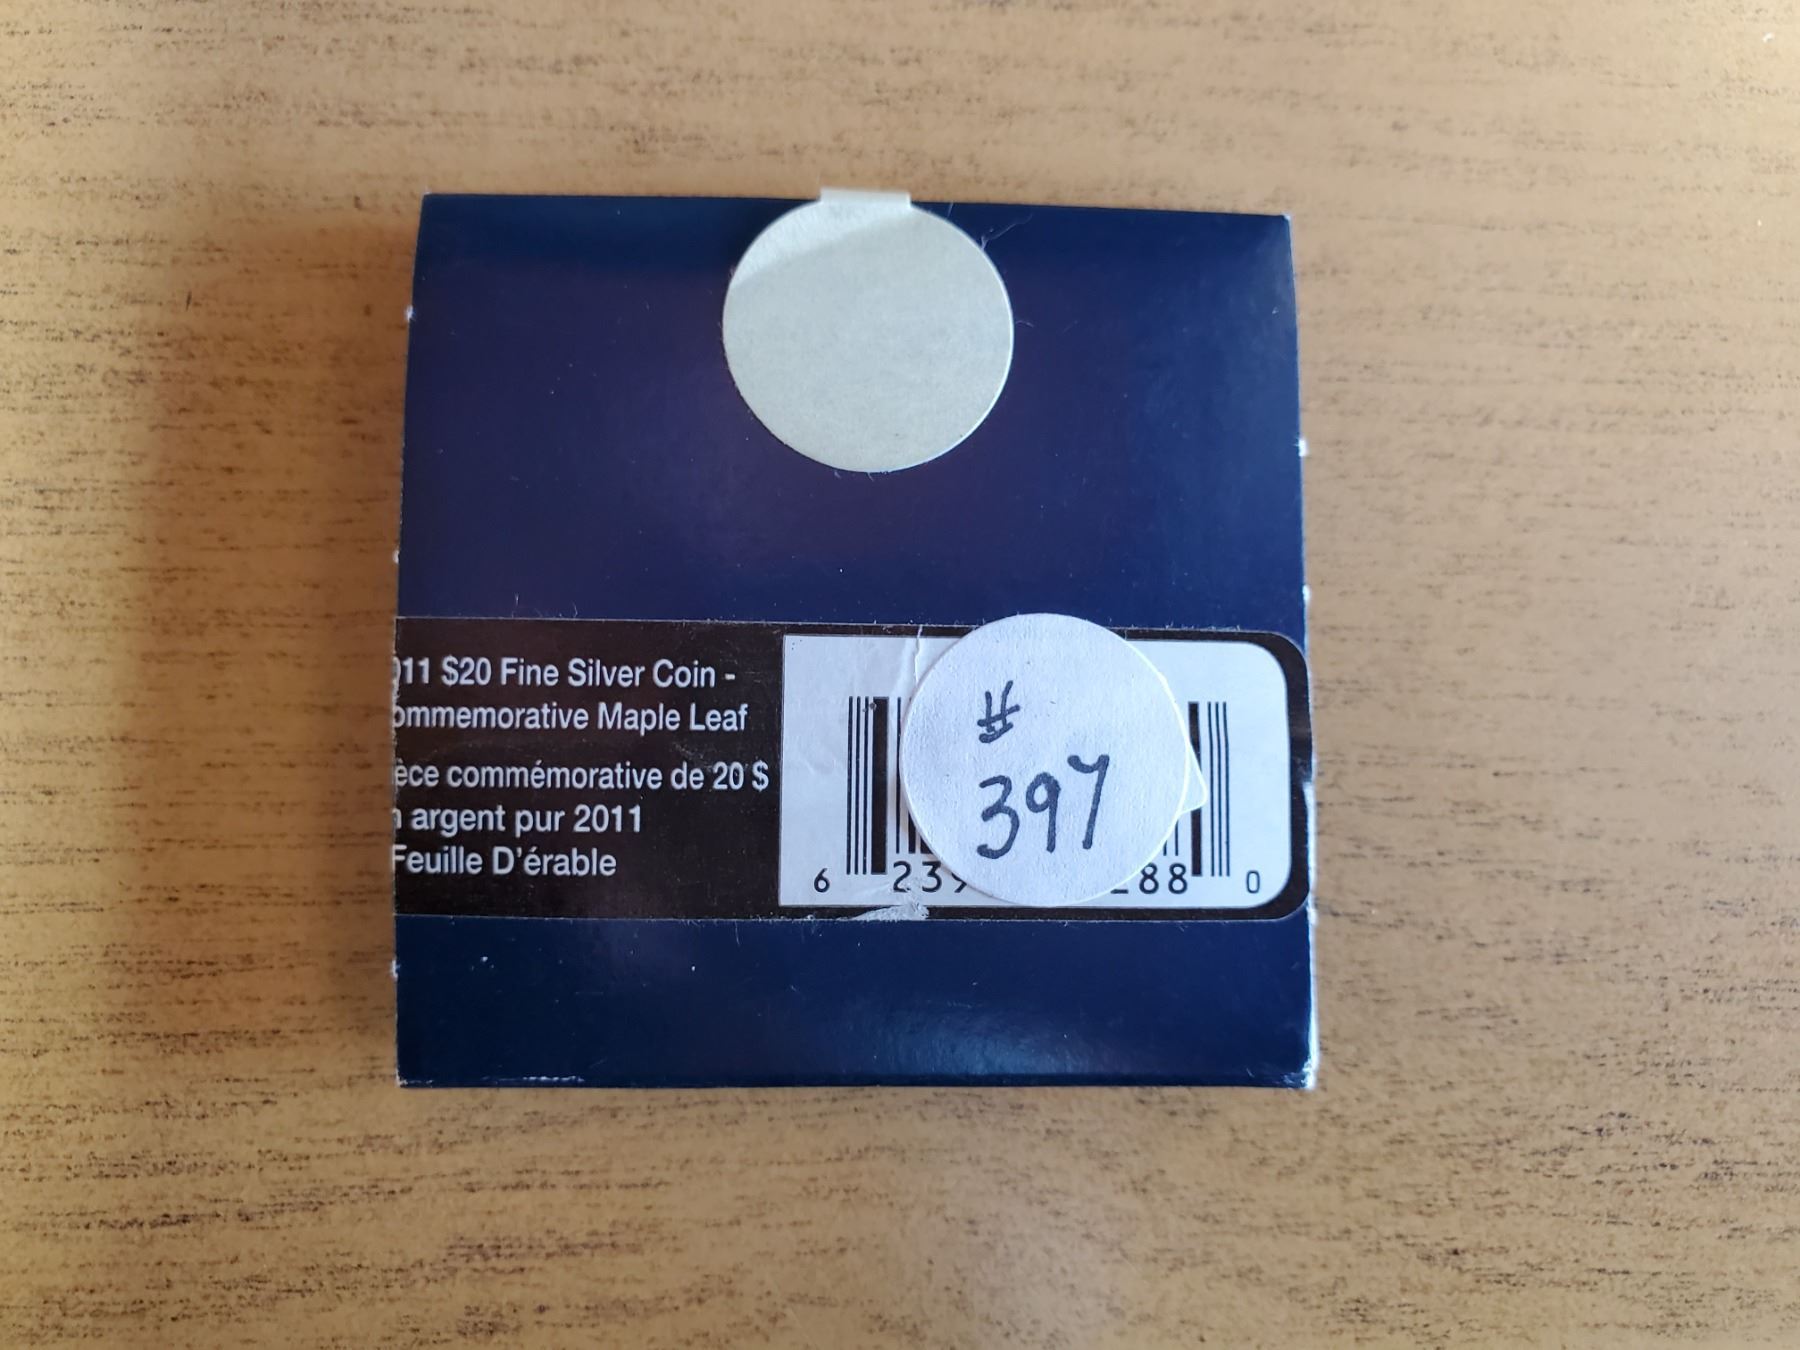 011 $20 Fine Silver Coin -
ommemorative Maple Leaf
èce commémorative de 20 $
n argent pur 2011
Feuille D'érable
#
397
6 239 288 0